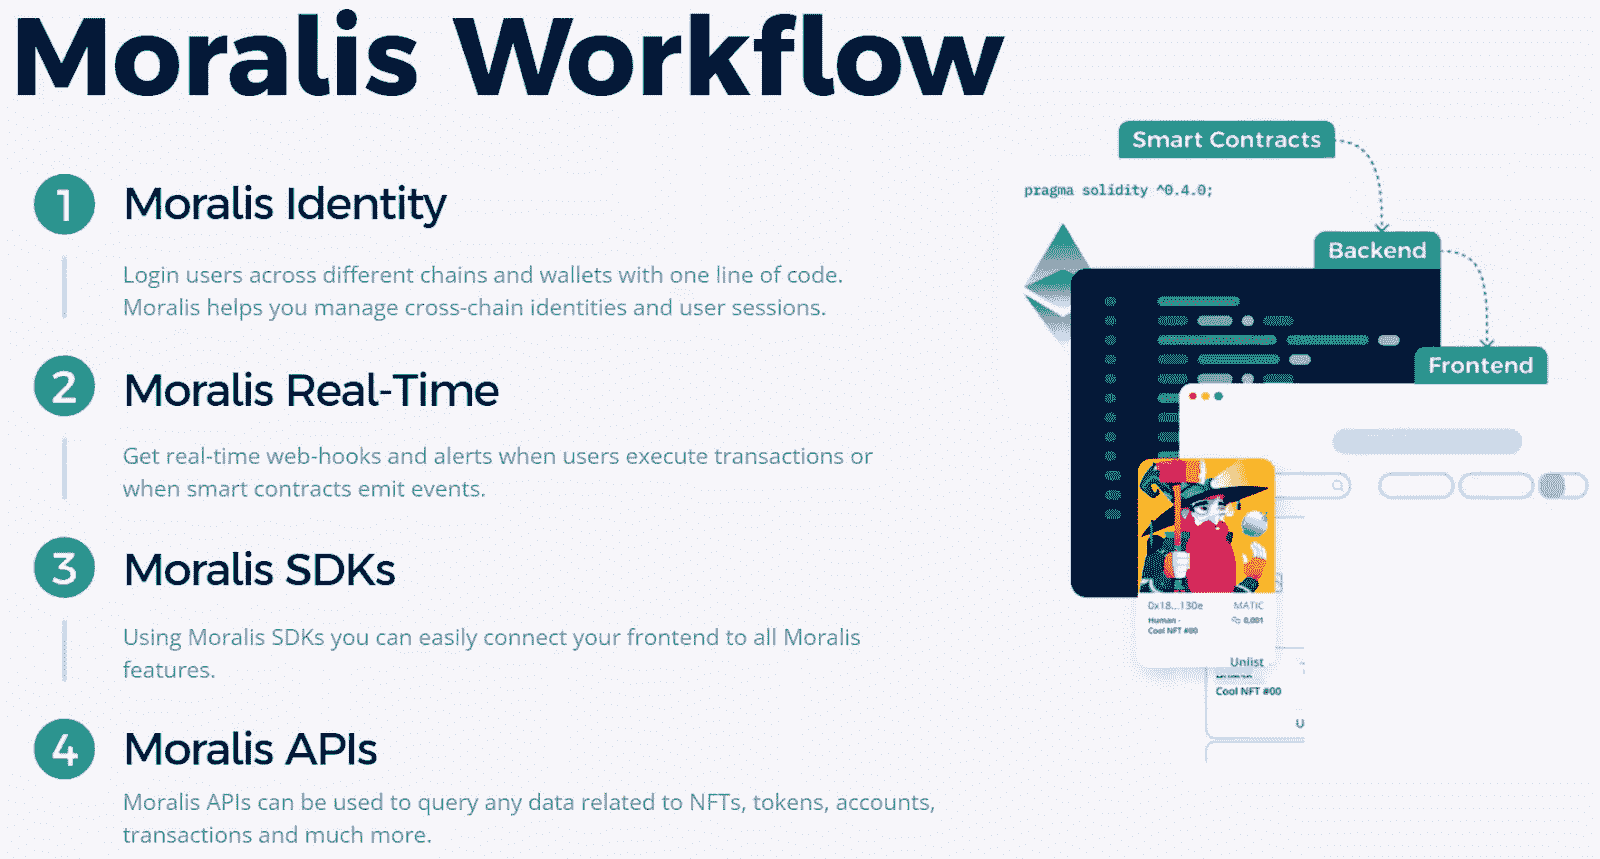 Moralis Workflow
1
Moralis Identity
Login users across different chains and wallets with one line of code.
Moralis helps you manage cross-chain identities and user sessions.
2
Moralis Real-Time
Get real-time web-hooks and alerts when users execute transactions or
when smart contracts emit events.
3
Moralis SDKs
Using Moralis SDKs you can easily connect your frontend to all Moralis
features.
4
Moralis APIs
Moralis APIs can be used to query any data related to NFTs, tokens, accounts,
transactions and much more.
Smart Contracts
pragma solidity ^0.4.0;
Backend
Frontend
0x18...130e MATIC
Human - 0,001
Cool NFT #00
Unlist
Cool NFT #00
U